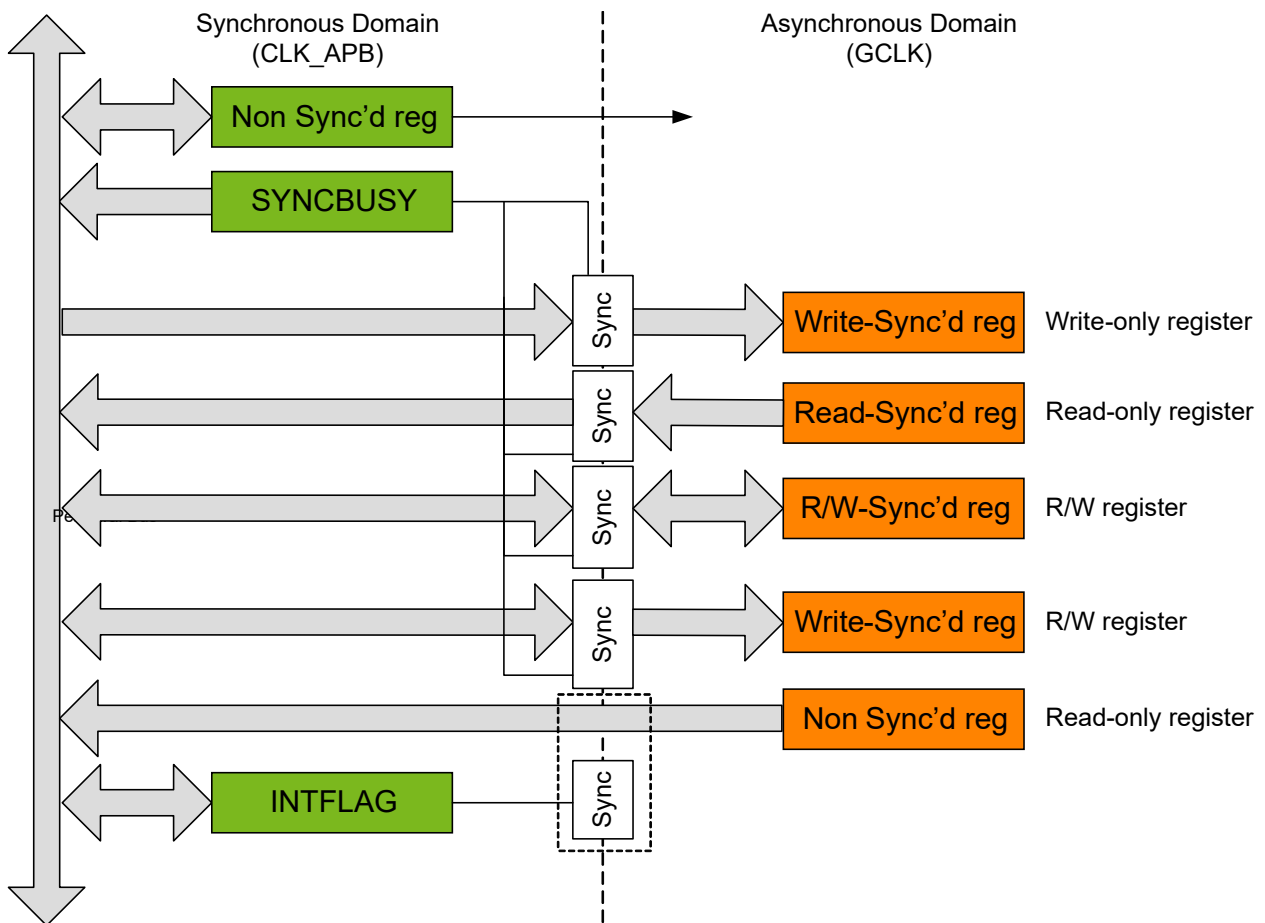 Synchronous Domain
(CLK_APB)
Asynchronous Domain
(GCLK)
Non Sync’d reg
SYNCBUSY
Sync
Write-Sync’d reg
Write-only register
Sync
Read-Sync’d reg
Read-only register
Sync
R/W-Sync’d reg
R/W register
Sync
Write-Sync’d reg
R/W register
Non Sync’d reg
Read-only register
INTFLAG
Sync